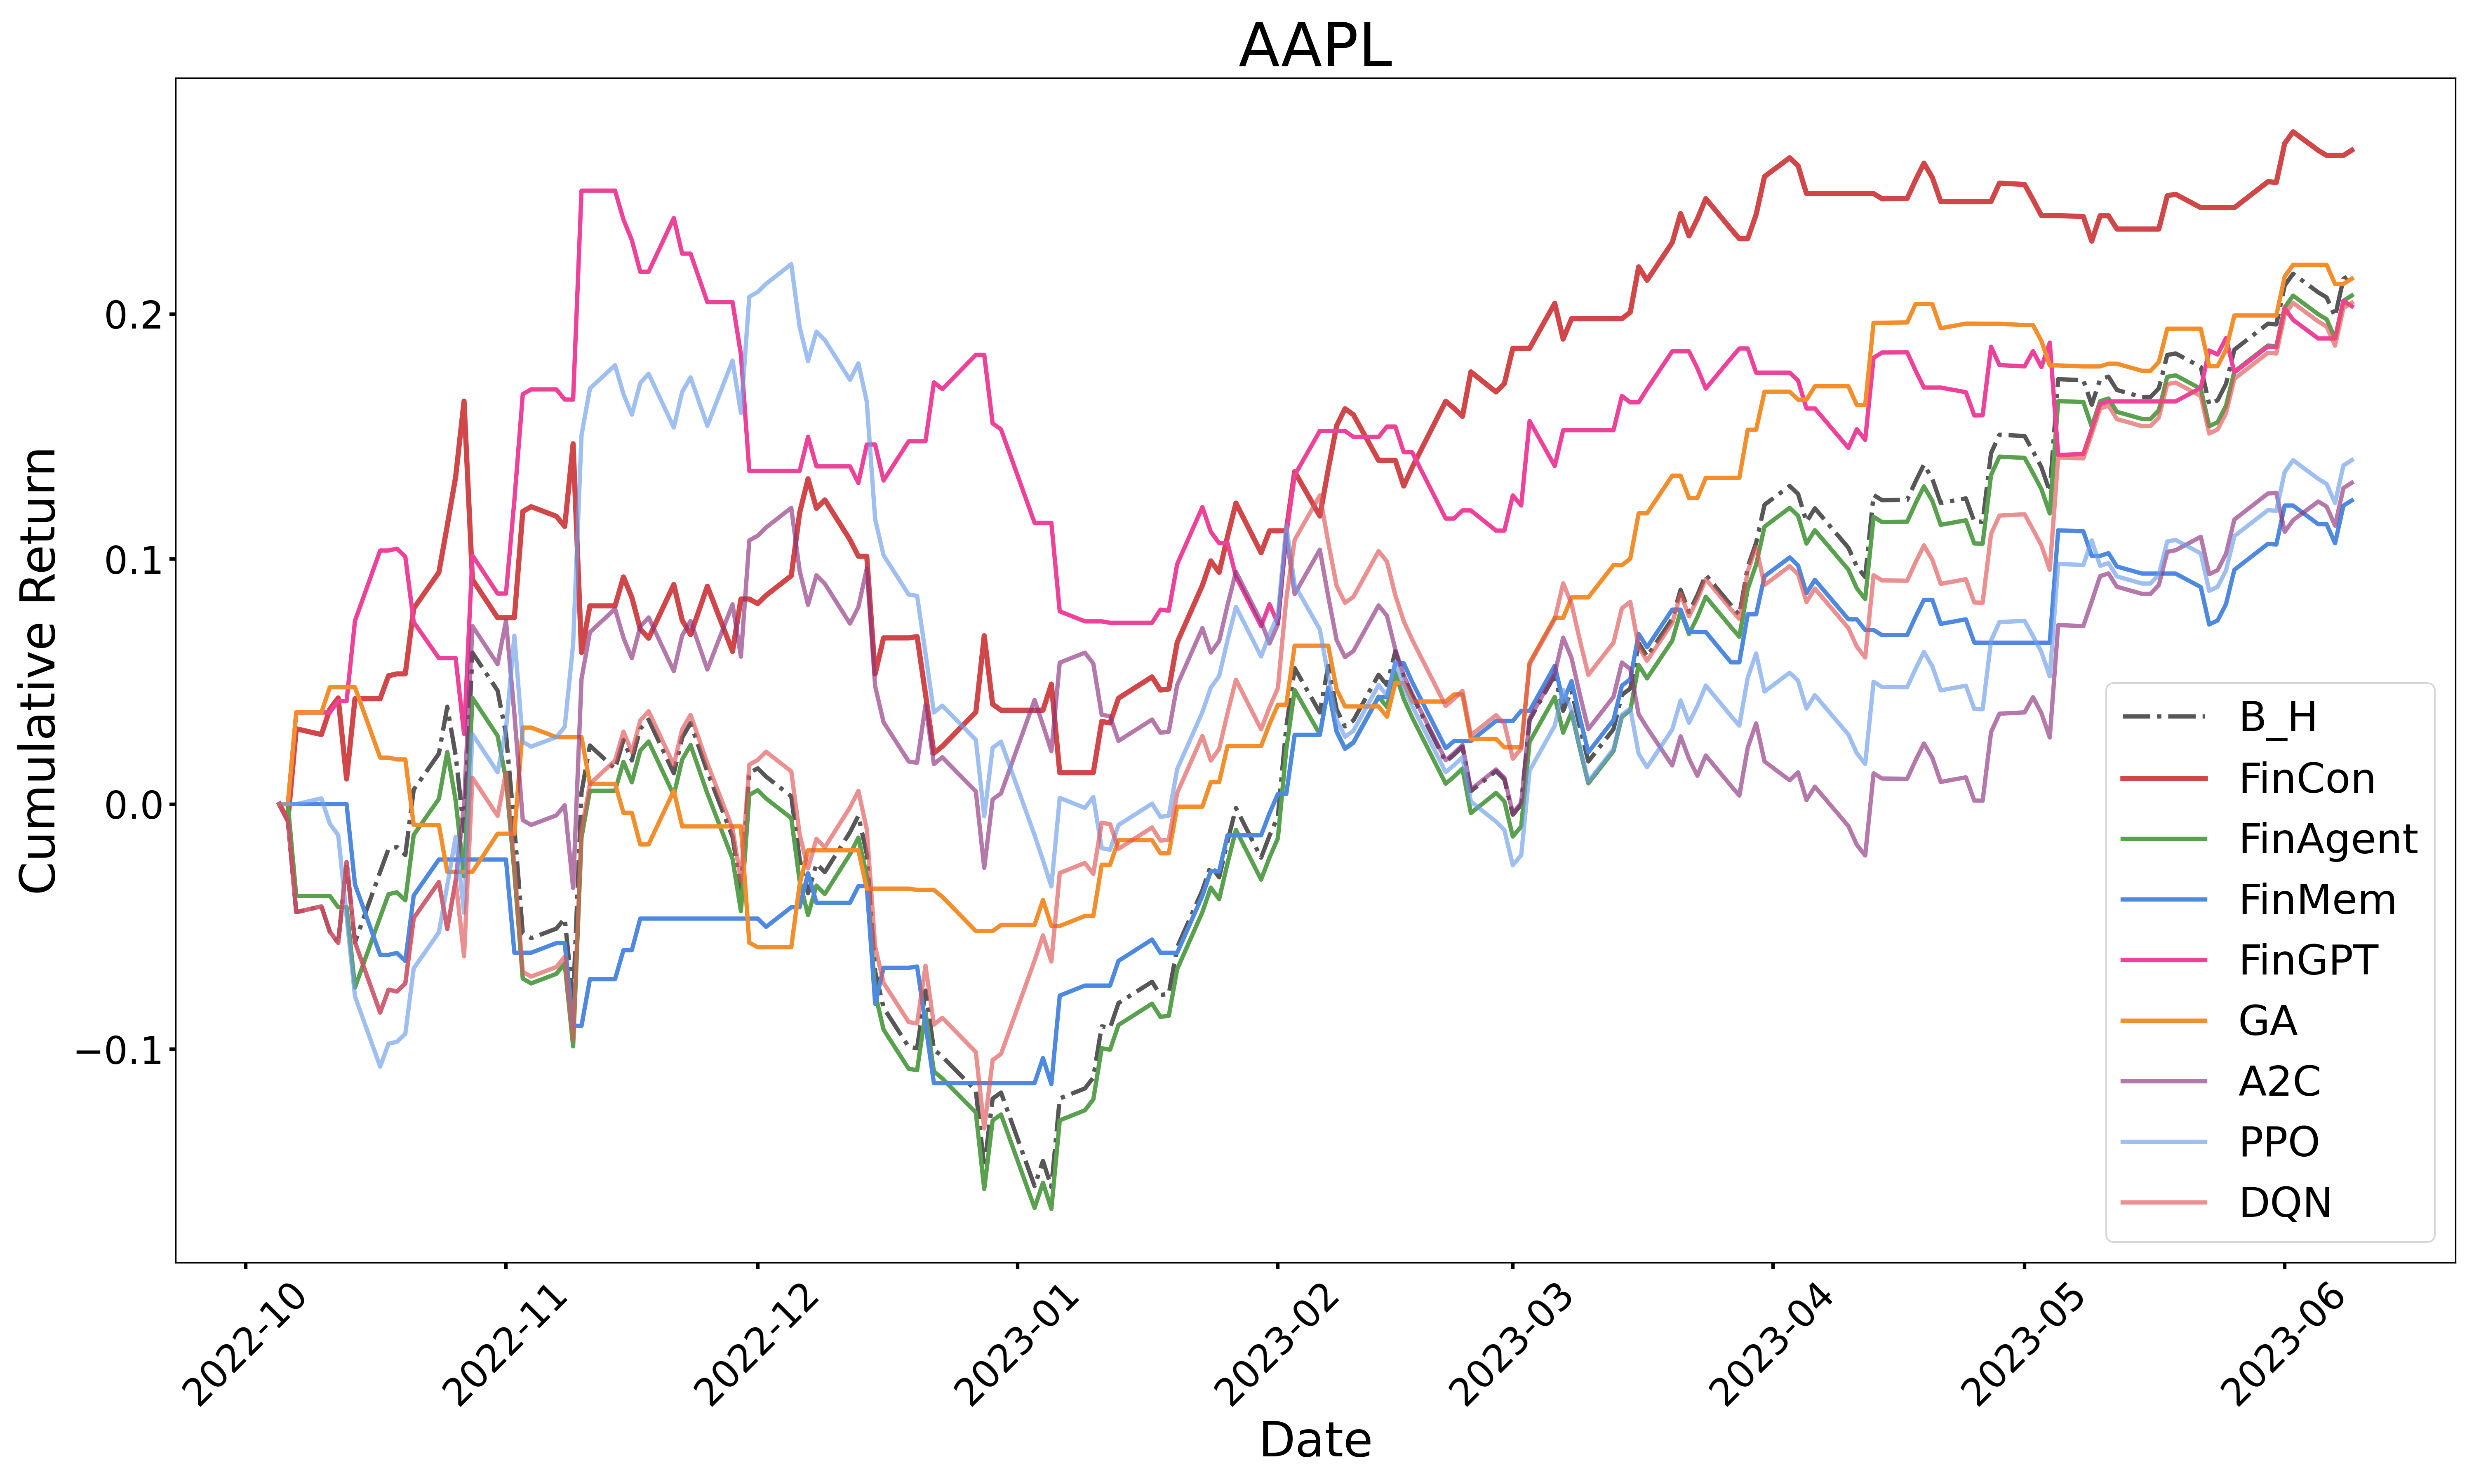 AAPL
Cumulative Return
0.2
0.1
0.0
−0.1
B_H
FinCon
FinAgent
FinMem
FinGPT
GA
A2C
PPO
DQN
2022-10
2022-11
2022-12
2023-01
2023-02
2023-03
2023-04
2023-05
2023-06
Date